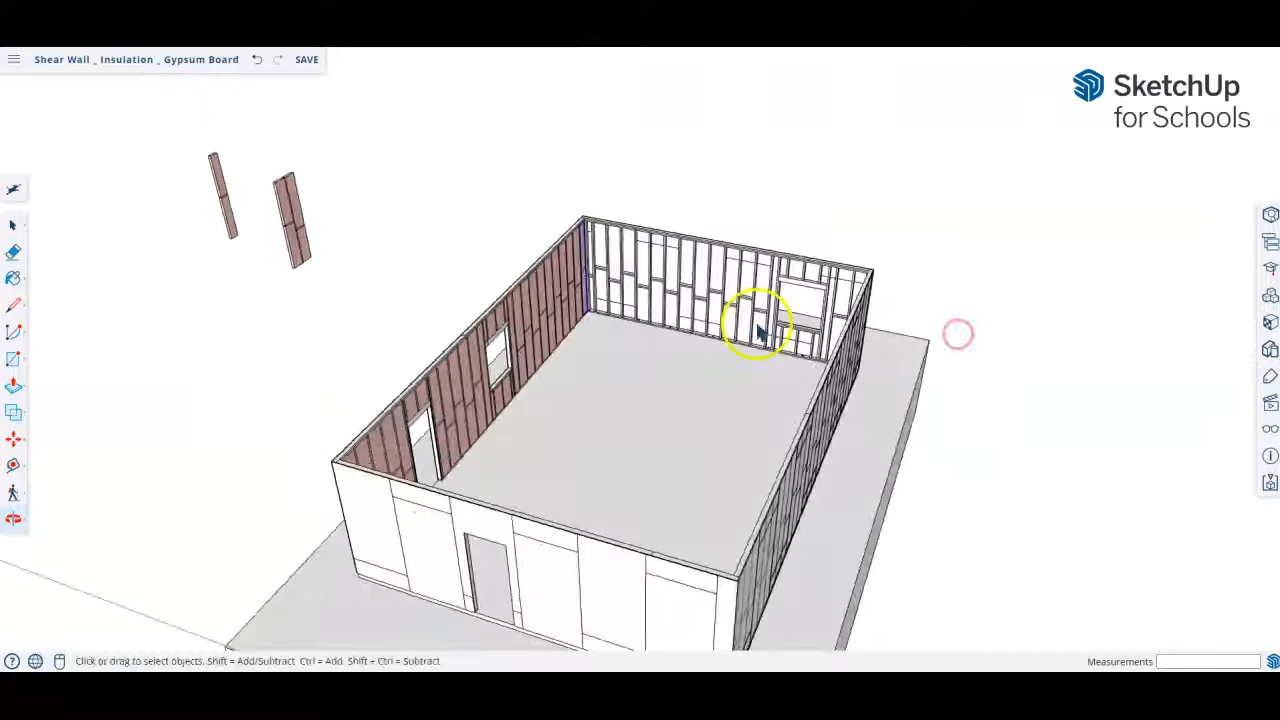 Shear Wall _ Insulation _ Gypsum Board
SAVE
SketchUp
for Schools
Click or drag to select objects. Shift = Add/Subtract. Ctrl = Add. Shift + Ctrl = Subtract.
Measurements